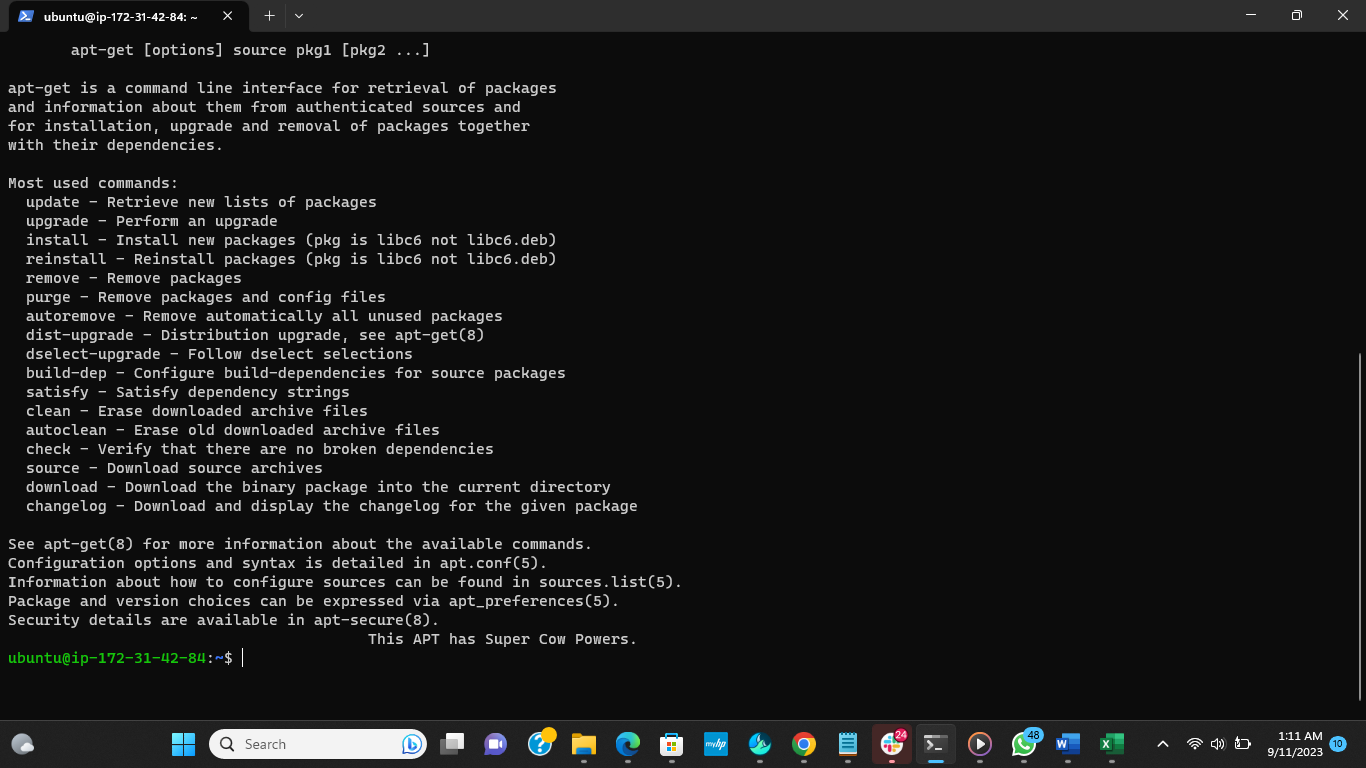 ubuntu@ip-172-31-42-84: ~
apt-get [options] source pkg1 [pkg2 ...]
apt-get is a command line interface for retrieval of packages
and information about them from authenticated sources and
for installation, upgrade and removal of packages together
with their dependencies.
Most used commands:
update - Retrieve new lists of packages
upgrade - Perform an upgrade
install - Install new packages (pkg is libc6 not libc6.deb)
reinstall - Reinstall packages (pkg is libc6 not libc6.deb)
remove - Remove packages
purge - Remove packages and config files
autoremove - Remove automatically all unused packages
dist-upgrade - Distribution upgrade, see apt-get(8)
dselect-upgrade - Follow dselect selections
build-dep - Configure build-dependencies for source packages
satisfy - Satisfy dependency strings
clean - Erase downloaded archive files
autoclean - Erase old downloaded archive files
check - Verify that there are no broken dependencies
source - Download source archives
download - Download the binary package into the current directory
changelog - Download and display the changelog for the given package
See apt-get(8) for more information about the available commands.
Configuration options and syntax is detailed in apt.conf(5).
Information about how to configure sources can be found in sources.list(5).
Package and version choices can be expressed via apt_preferences(5).
Security details are available in apt-secure(8).
This APT has Super Cow Powers.
ubuntu@ip-172-31-42-84:~$
Search
myhp
24
48
W
X
1:11 AM
9/11/2023
10